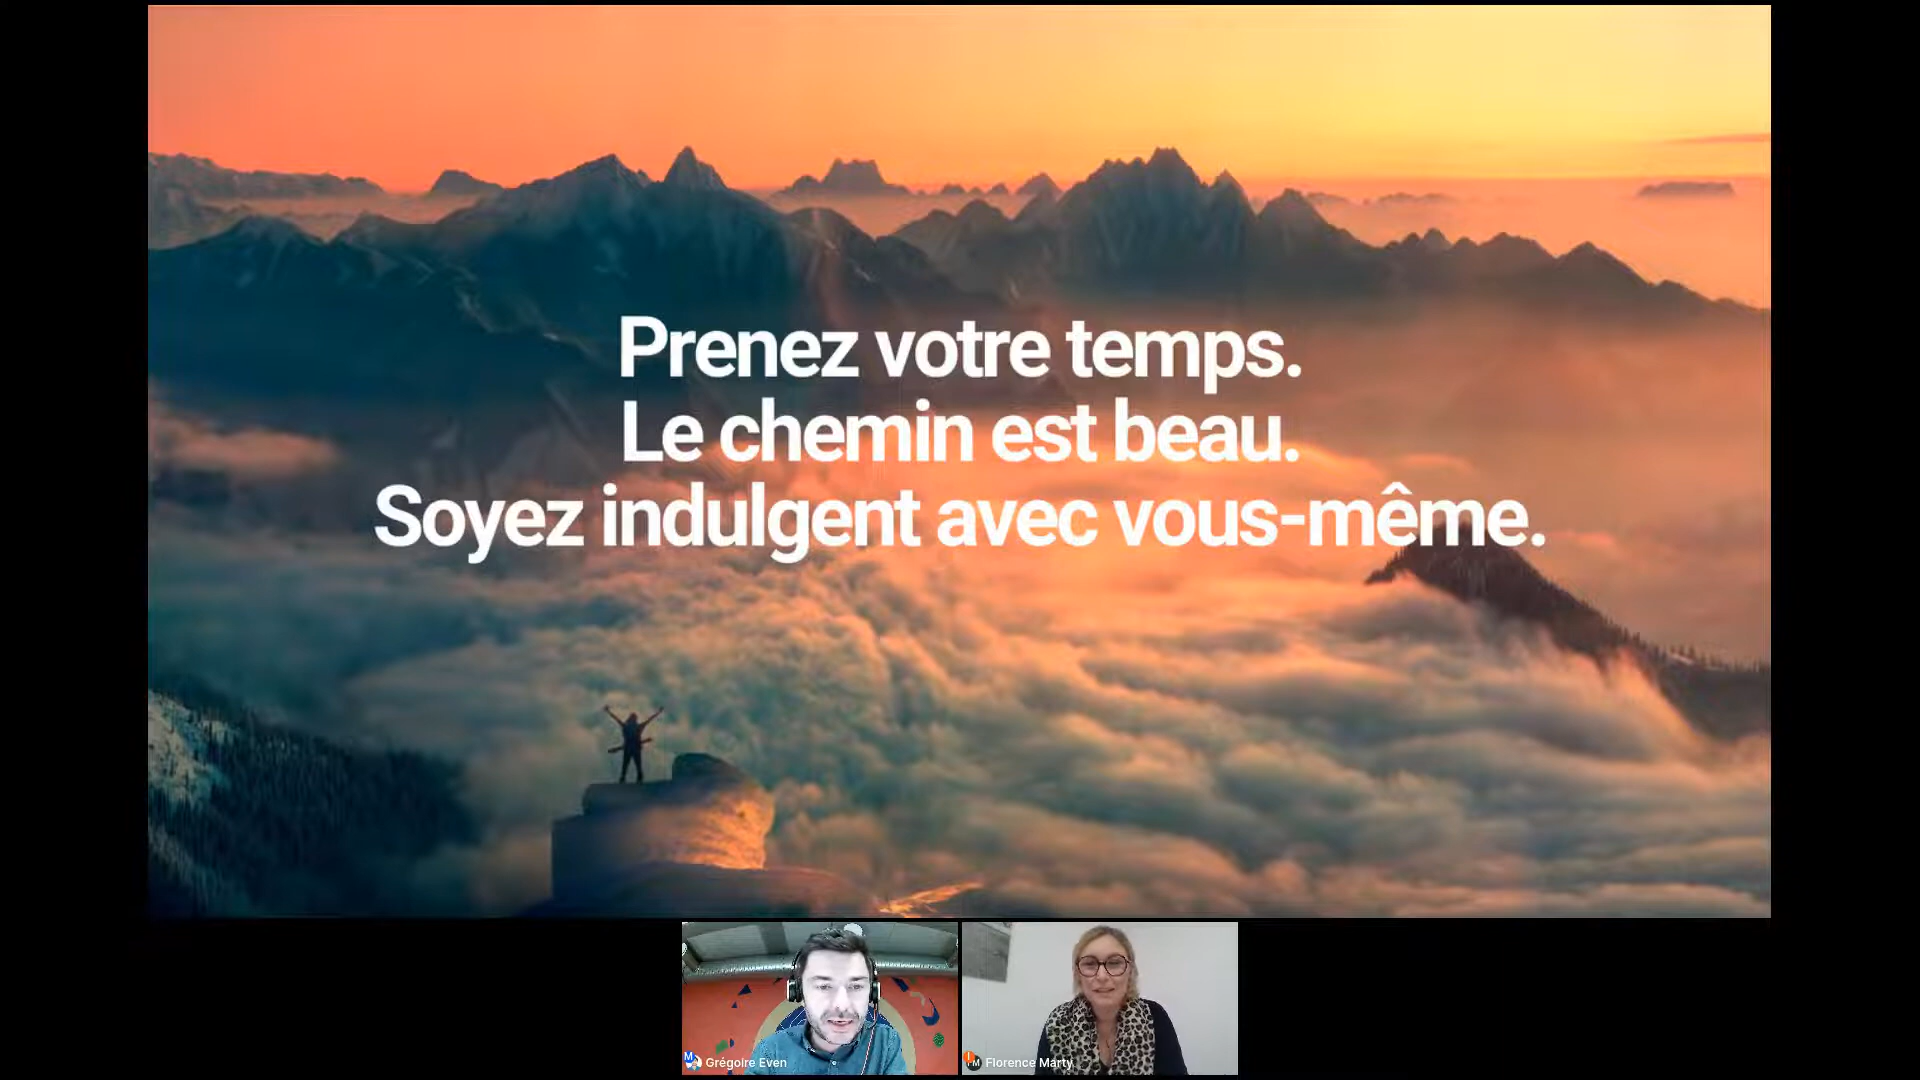 Prenez votre temps.
Le chemin est beau.
Soyez indulgent avec vous-même.
Grégoire Even
Florence Marty